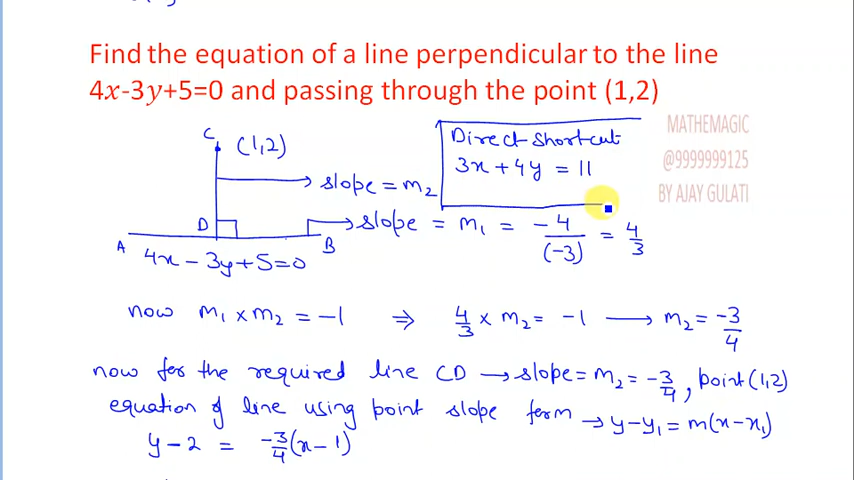 Find the equation of a line perpendicular to the line
4x-3y+5=0 and passing through the point (1,2)
MATHEMAGIC
@9999999125
BY AJAY GULATI
Direct shortcut
3x + 4y = 11
C (1,2)
slope = m₂
D
slope = m₁ = -4/(-3) = 4/3
A B
4x - 3y + 5 = 0
now m₁ × m₂ = -1 ⇒ 4/3 × m₂ = -1 → m₂ = -3/4
now for the required line CD → slope = m₂ = -3/4, point (1,2)
equation of line using point slope form → y - y₁ = m(x - x₁)
y - 2 = -3/4 (x - 1)